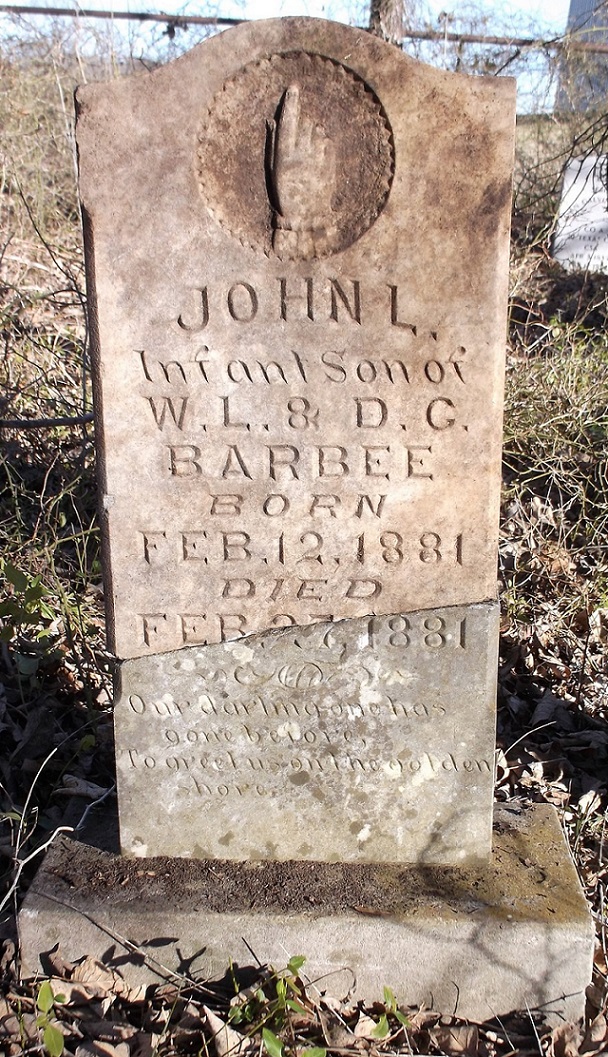 JOHN L.
Infant Son of
W. L. & D. G.
BARBEE
BORN
FEB. 12, 1881
DIED
FEB. 27, 1881
Our darling one has
gone before,
To greet us on the golden
shore.